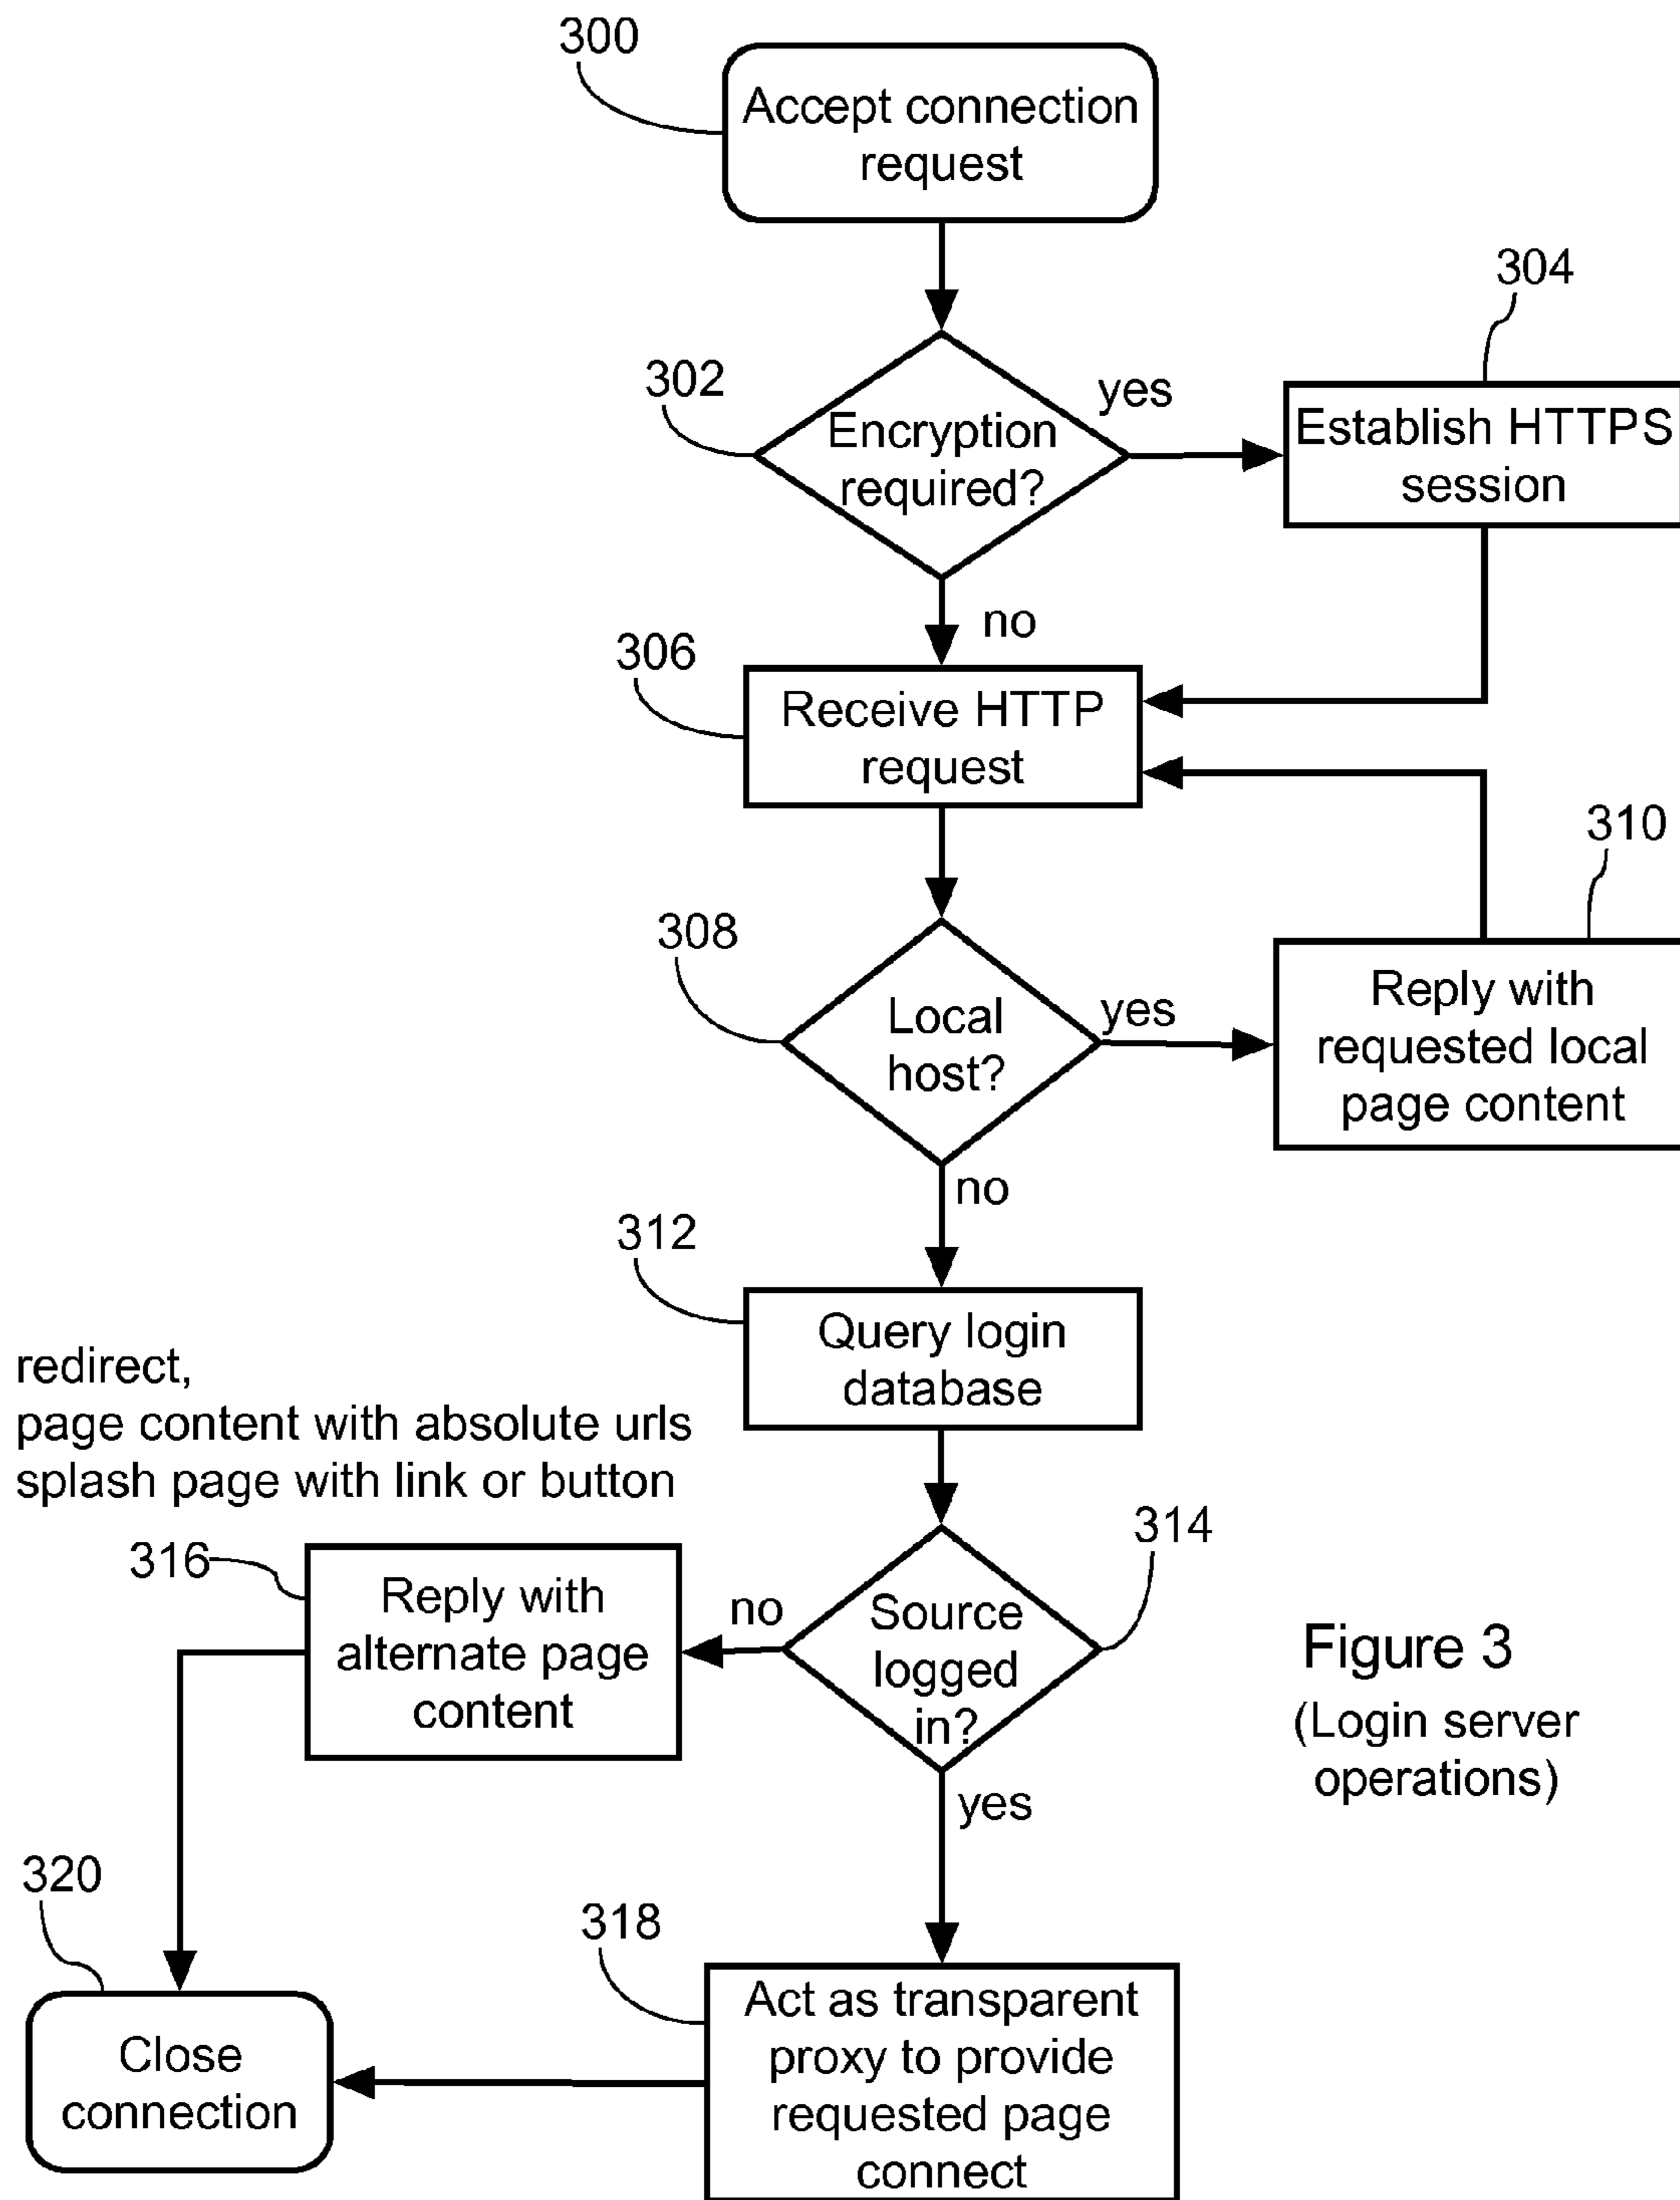 300
Accept connection
request
304
302
yes
Encryption
required?
Establish HTTPS
session
no
306
Receive HTTP
request
310
308
Local
host?
yes
Reply with
requested local
page content
no
312
Query login
database
redirect,
page content with absolute urls
splash page with link or button
314
316
Reply with
alternate page
content
no
Source
logged
in?
Figure 3
(Login server
operations)
yes
320
318
Close
connection
Act as transparent
proxy to provide
requested page
connect